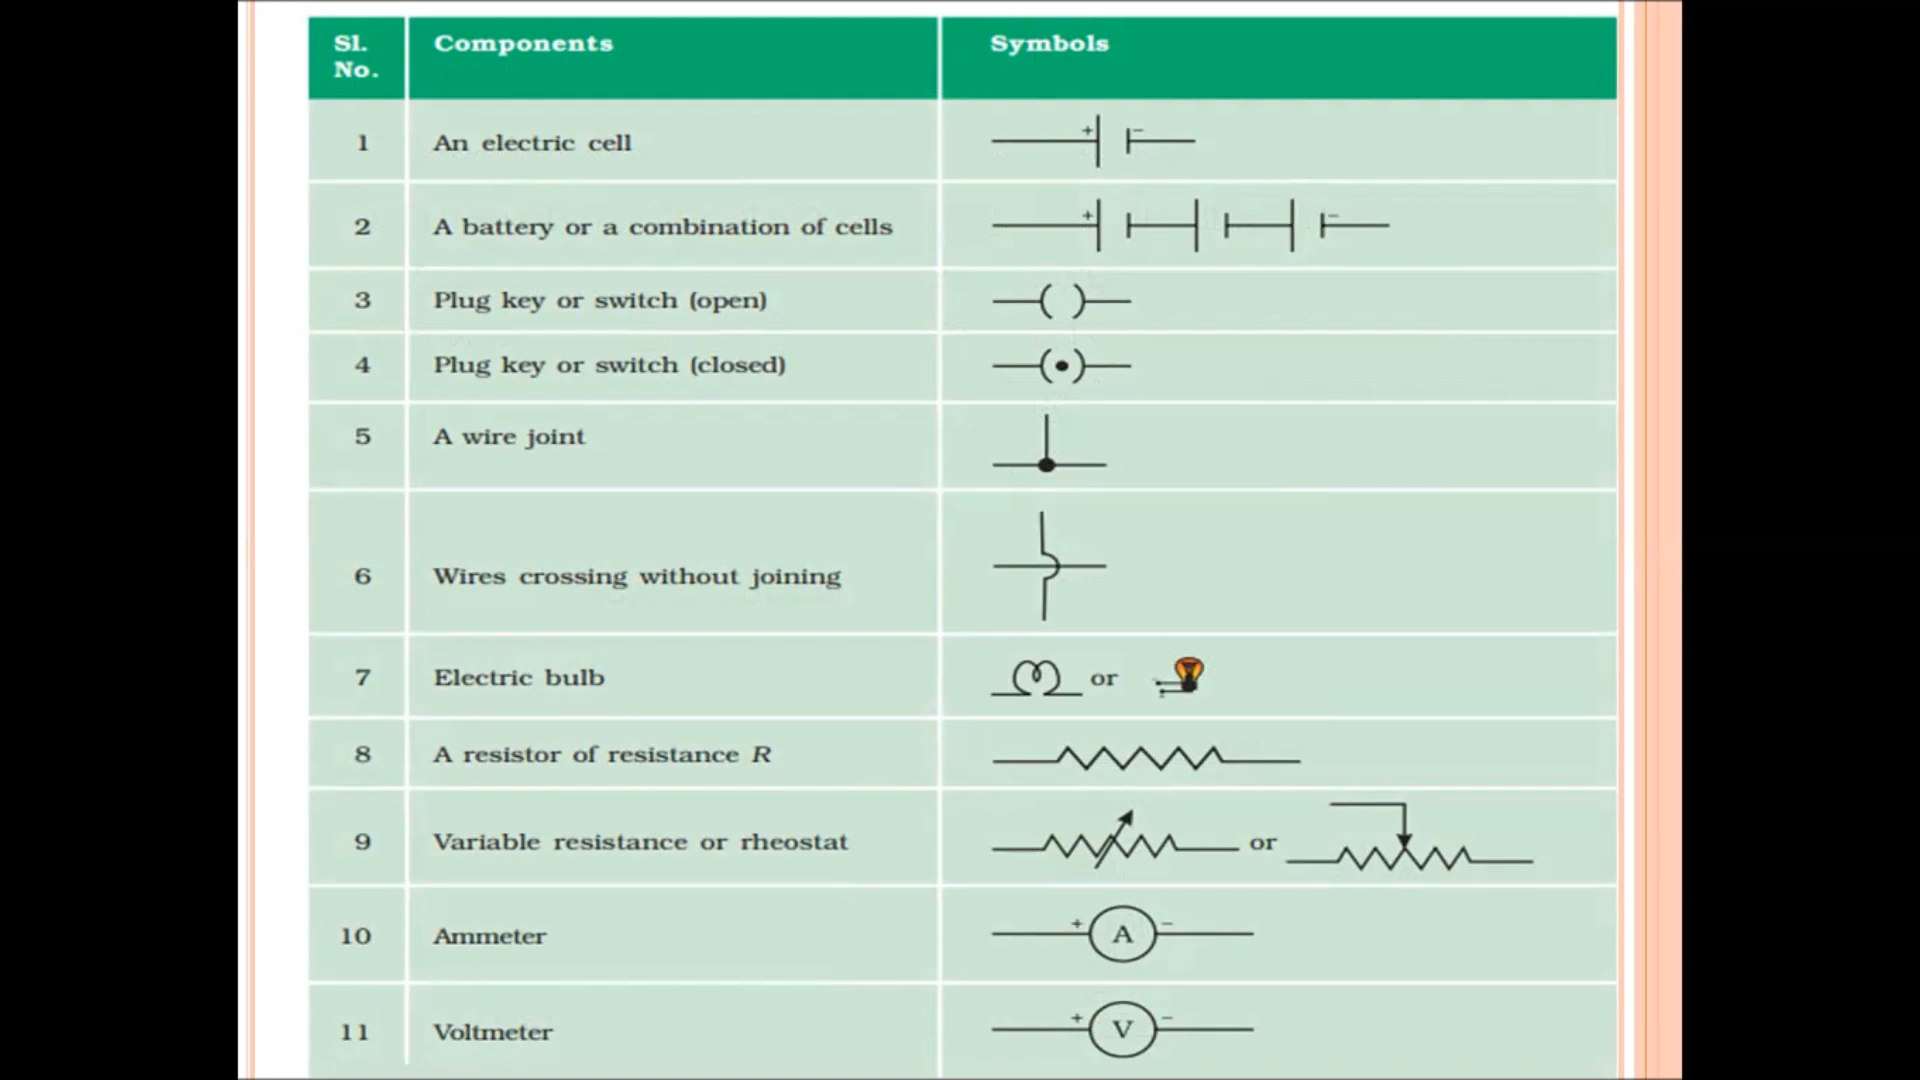 Sl. No. Components Symbols
1 An electric cell + −
2 A battery or a combination of cells + −
3 Plug key or switch (open)
4 Plug key or switch (closed)
5 A wire joint
6 Wires crossing without joining
7 Electric bulb or
8 A resistor of resistance R
9 Variable resistance or rheostat or
10 Ammeter + A −
11 Voltmeter + V −